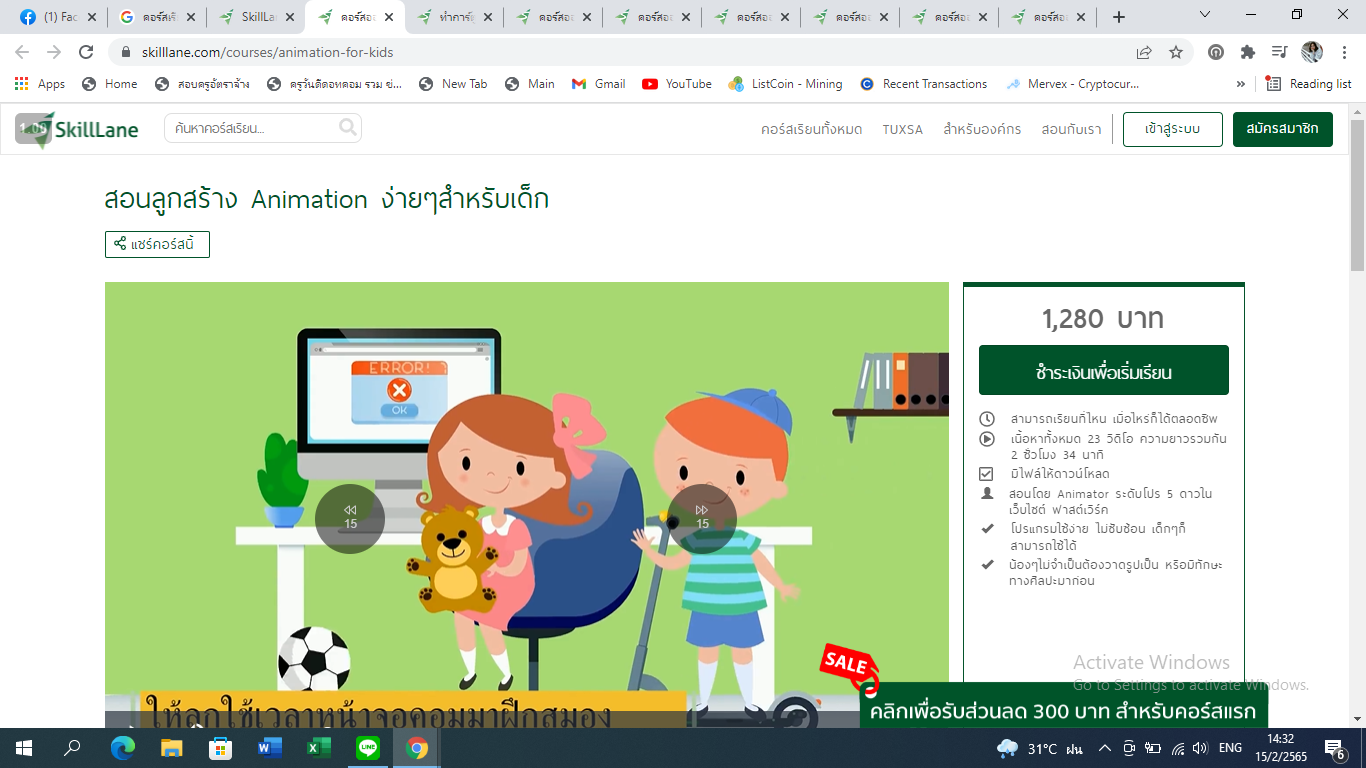 (1) Fac
คอร์สเรีย
SkillLa
คอร์สออ
ทำการ์ตู
คอร์สออ
คอร์สออ
คอร์สออ
คอร์สออ
คอร์สออ
คอร์สออ
skilllane.com/courses/animation-for-kids
Apps
Home
สอบครูอัตราจ้าง
ครูวันดีดอทคอม รวม ข่...
New Tab
Main
Gmail
YouTube
ListCoin - Mining
Recent Transactions
Mervex - Cryptocur...
»
Reading list
SkillLane
ค้นหาคอร์สเรียน...
คอร์สเรียนทั้งหมด
TUXSA
สำหรับองค์กร
สอนกับเรา
เข้าสู่ระบบ
สมัครสมาชิก
สอนลูกสร้าง Animation ง่ายๆสำหรับเด็ก
แชร์คอร์สนี้
ERROR!
OK
15
15
ให้ลูกใช้เวลาหน้าจอคอมมาฝึกสมอง
1,280 บาท
ชำระเงินเพื่อเริ่มเรียน
สามารถเรียนที่ไหน เมื่อไหร่ก็ได้ตลอดชีพ
เนื้อหาทั้งหมด 23 วิดีโอ ความยาวรวมกัน
2 ชั่วโมง 34 นาที
มีไฟล์ให้ดาวน์โหลด
สอนโดย Animator ระดับโปร 5 ดาวใน
เว็บไซต์ ฟาสต์เวิร์ค
โปรแกรมใช้ง่าย ไม่ซับซ้อน เด็กๆก็
สามารถใช้ได้
น้องๆไม่จำเป็นต้องวาดรูปเป็น หรือมีทักษะ
ทางศิลปะมาก่อน
Activate Windows
Go to Settings to activate Windows.
SALE
คลิกเพื่อรับส่วนลด 300 บาท สำหรับคอร์สแรก
31°C ฝน
ENG
14:32
15/2/2565
6